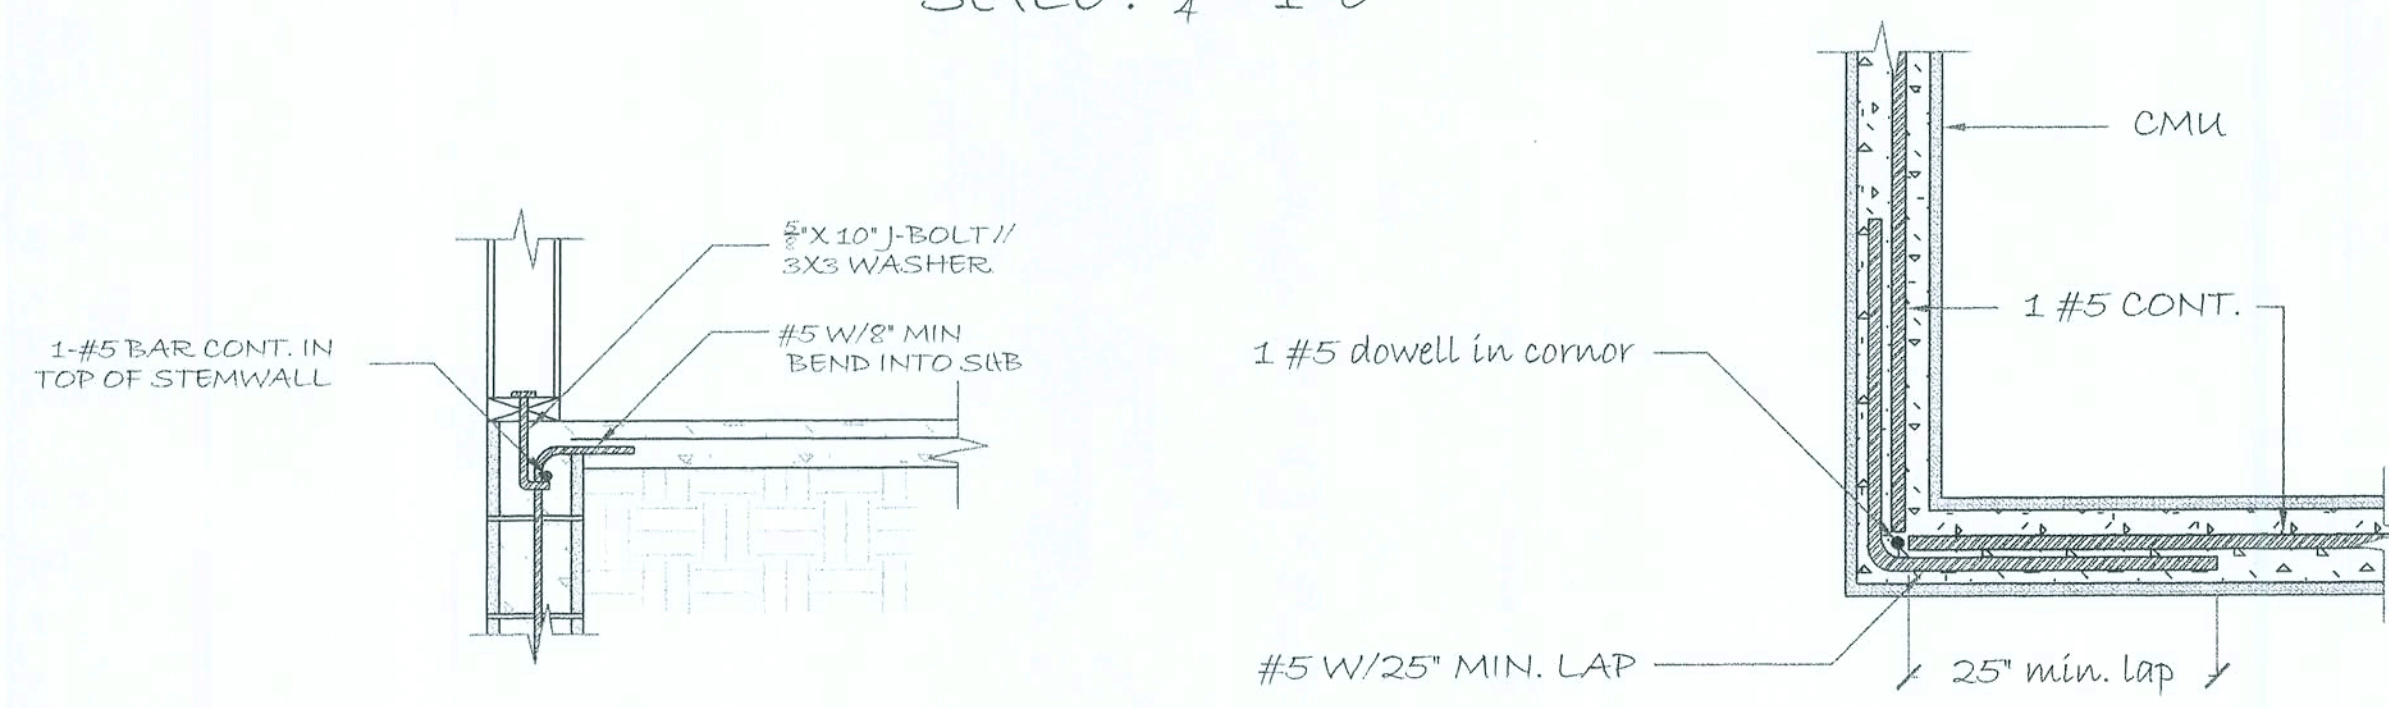 5/8"X 10" J-BOLT//
3X3 WASHER
#5 W/8" MIN
BEND INTO SLAB
1-#5 BAR CONT. IN
TOP OF STEMWALL
CMU
1 #5 CONT.
1 #5 dowell in cornor
#5 W/25" MIN. LAP
25" min. lap